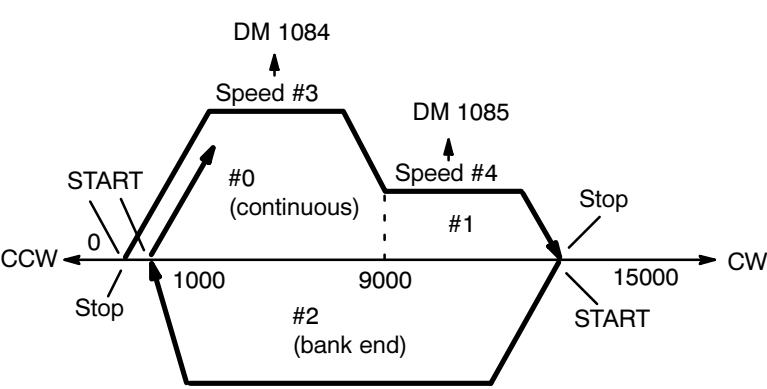 DM 1084
Speed #3
DM 1085
Speed #4
START
#0
(continuous)
#1
Stop
0
CCW
CW
1000
9000
15000
Stop
#2
(bank end)
START